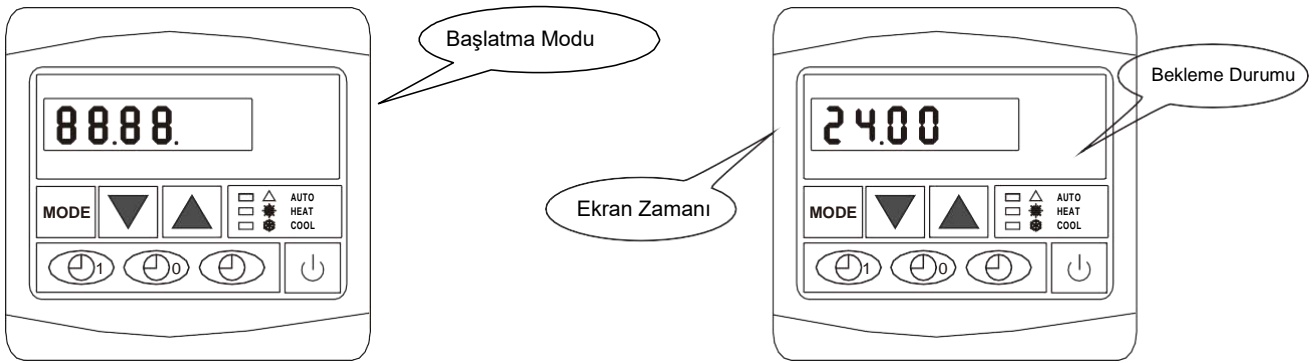 Başlatma Modu
88.88.
MODE
AUTO
HEAT
COOL
1
0
Bekleme Durumu
24.00
Ekran Zamanı
MODE
AUTO
HEAT
COOL
1
0